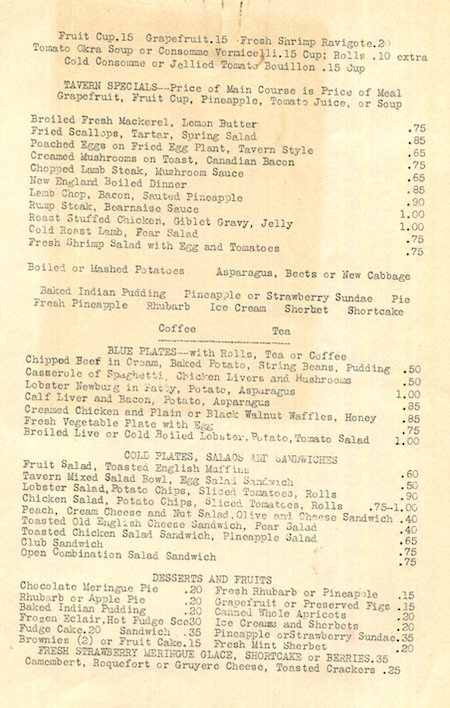 Fruit Cup.15 Grapefruit.15 Fresh Shrimp Ravigote.20
Tomato Okra Soup or Consomme Vermicelli.15 Cup; Rolls .10 extra
Cold Consomme or Jellied Tomato Bouillon .15 Cup
TAVERN SPECIALS--Price of Main Course is Price of Meal
Grapefruit, Fruit Cup, Pineapple, Tomato Juice, or Soup
Broiled Fresh Mackerel, Lemon Butter .75
Fried Scallops, Tartar, Spring Salad .85
Poached Eggs on Fried Egg Plant, Tavern Style .65
Creamed Mushrooms on Toast, Canadian Bacon .75
Chopped Lamb Steak, Mushroom Sauce .65
New England Boiled Dinner .85
Lamb Chop, Bacon, Sauted Pineapple .90
Rump Steak, Bearnaise Sauce 1.00
Roast Stuffed Chicken, Giblet Gravy, Jelly 1.00
Cold Roast Lamb, Pear Salad .75
Fresh Shrimp Salad with Egg and Tomatoes .75
Boiled or Mashed Potatoes Asparagus, Beets or New Cabbage
Baked Indian Pudding Pineapple or Strawberry Sundae Pie
Fresh Pineapple Rhubarb Ice Cream Sherbet Shortcake
Coffee Tea
BLUE PLATES--with Rolls, Tea or Coffee
Chipped Beef in Cream, Baked Potato, String Beans, Pudding .50
Casserole of Spaghetti, Chicken Livers and Mushrooms .50
Lobster Newburg in Patty, Potato, Asparagus 1.00
Calf Liver and Bacon, Potato, Asparagus .85
Creamed Chicken and Plain or Black Walnut Waffles, Honey .85
Fresh Vegetable Plate with Egg .75
Broiled Live or Cold Boiled Lobster,Potato,Tomato Salad 1.00
COLD PLATES, SALADS AND SANDWICHES
Fruit Salad, Toasted English Muffins .60
Tavern Mixed Salad Bowl, Egg Salad Sandwich .50
Lobster Salad,Potato Chips, Sliced Tomatoes, Rolls .90
Chicken Salad, Potato Chips, Sliced Tomatoes, Rolls .75-1.00
Peach, Cream Cheese and Nut Salad,Olive and Cheese Sandwich .40
Toasted Old English Cheese Sandwich, Pear Salad .40
Toasted Chicken Salad Sandwich, Pineapple Salad .65
Club Sandwich .75
Open Combination Salad Sandwich .75
DESSERTS AND FRUITS
Chocolate Meringue Pie .20 Fresh Rhubarb or Pineapple .15
Rhubarb or Apple Pie .20 Grapefruit or Preserved Figs .15
Baked Indian Pudding .20 Canned Whole Apricots .20
Frozen Eclair,Hot Fudge Sce30 Ice Creams and Sherbets .20
Fudge Cake.20 Sandwich .35 Pineapple orStrawberry Sundae.35
Brownies (2) or Fruit Cake.15 Fresh Mint Sherbet .20
FRESH STRAWBERRY MERINGUE GLACE, SHORTCAKE or BERRIES.35
Camembert, Roquefort or Gruyere Cheese, Toasted Crackers .25